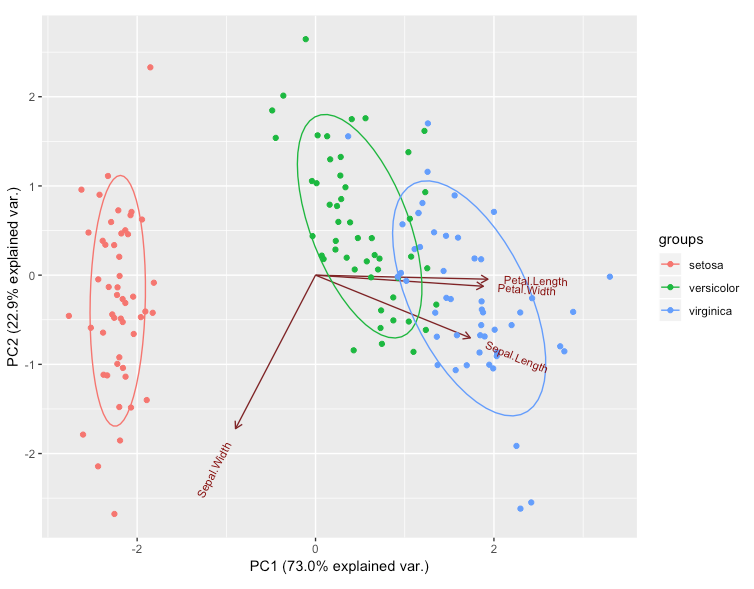 2
1
0
-1
-2
-2
0
2
PC2 (22.9% explained var.)
PC1 (73.0% explained var.)
Petal.Length
Petal.Width
Sepal.Length
Sepal.Width
groups
setosa
versicolor
virginica